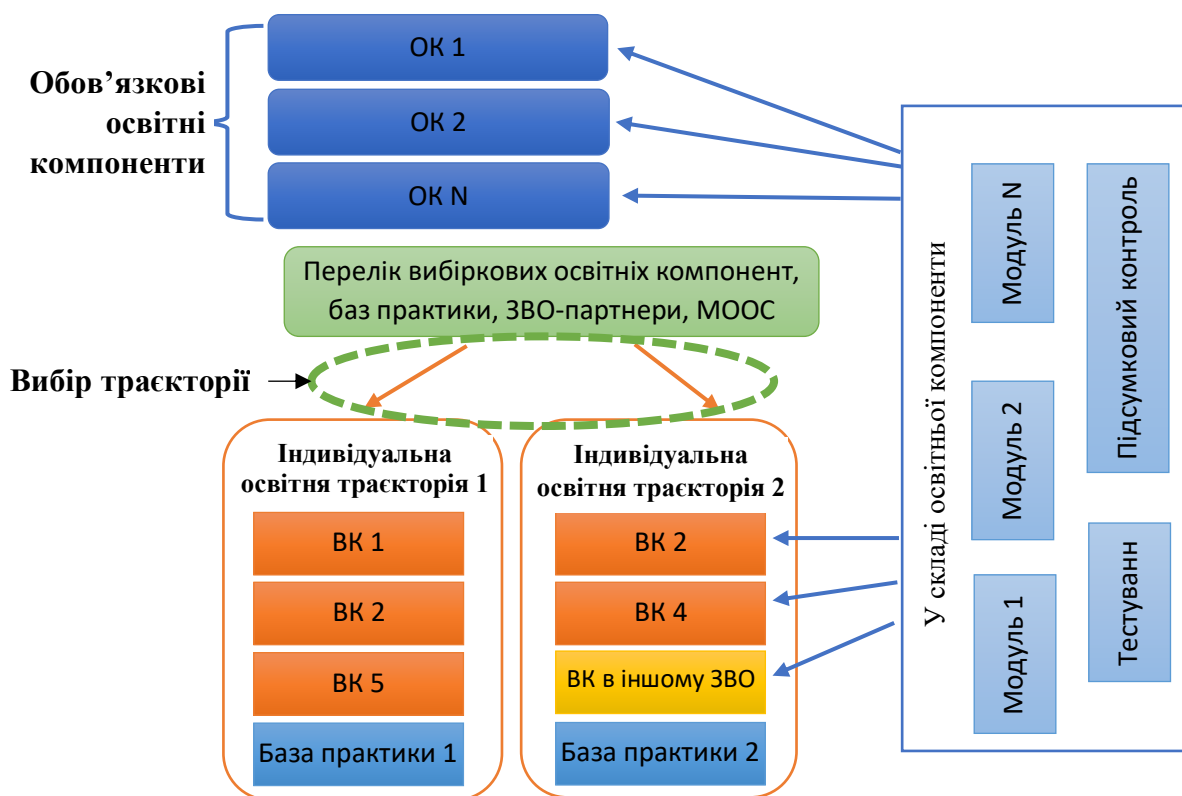 ОК 1
ОК 2
ОК N
Обов’язкові
освітні
компоненти
Перелік вибіркових освітніх компонент,
баз практики, ЗВО-партнери, МООС
Вибір траєкторії
Індивідуальна
освітня траєкторія 1
ВК 1
ВК 2
ВК 5
База практики 1
Індивідуальна
освітня траєкторія 2
ВК 2
ВК 4
ВК в іншому ЗВО
База практики 2
У складі освітньої компоненти
Модуль N
Модуль 2
Модуль 1
Підсумковий контроль
Тестуванн